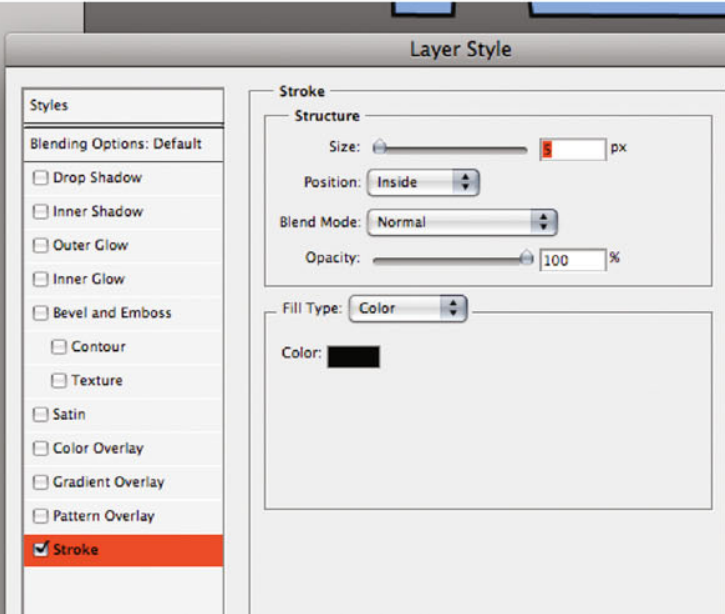 Layer Style
Styles
Blending Options: Default
Drop Shadow
Inner Shadow
Outer Glow
Inner Glow
Bevel and Emboss
Contour
Texture
Satin
Color Overlay
Gradient Overlay
Pattern Overlay
Stroke
Stroke
Structure
Size: 5 px
Position: Inside
Blend Mode: Normal
Opacity: 100 %
Fill Type: Color
Color: